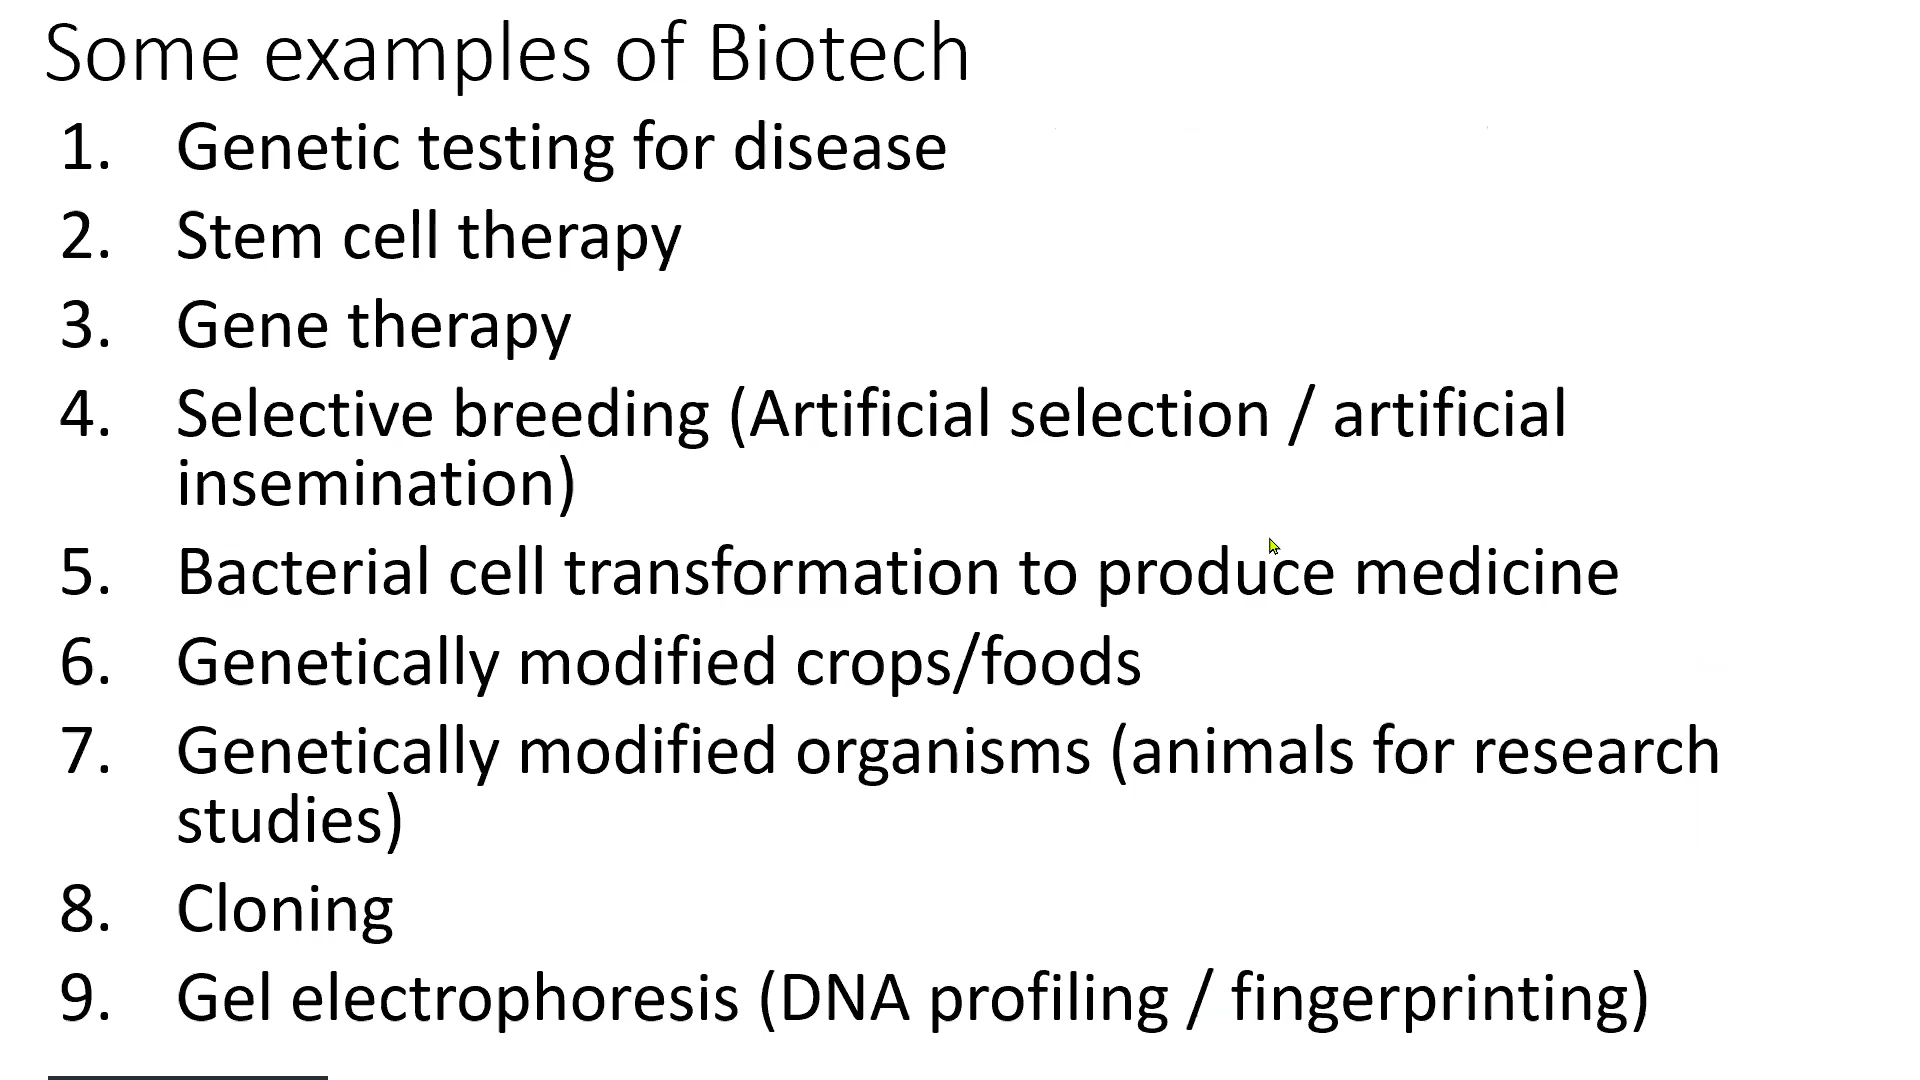 Some examples of Biotech
1. Genetic testing for disease
2. Stem cell therapy
3. Gene therapy
4. Selective breeding (Artificial selection / artificial
insemination)
5. Bacterial cell transformation to produce medicine
6. Genetically modified crops/foods
7. Genetically modified organisms (animals for research
studies)
8. Cloning
9. Gel electrophoresis (DNA profiling / fingerprinting)